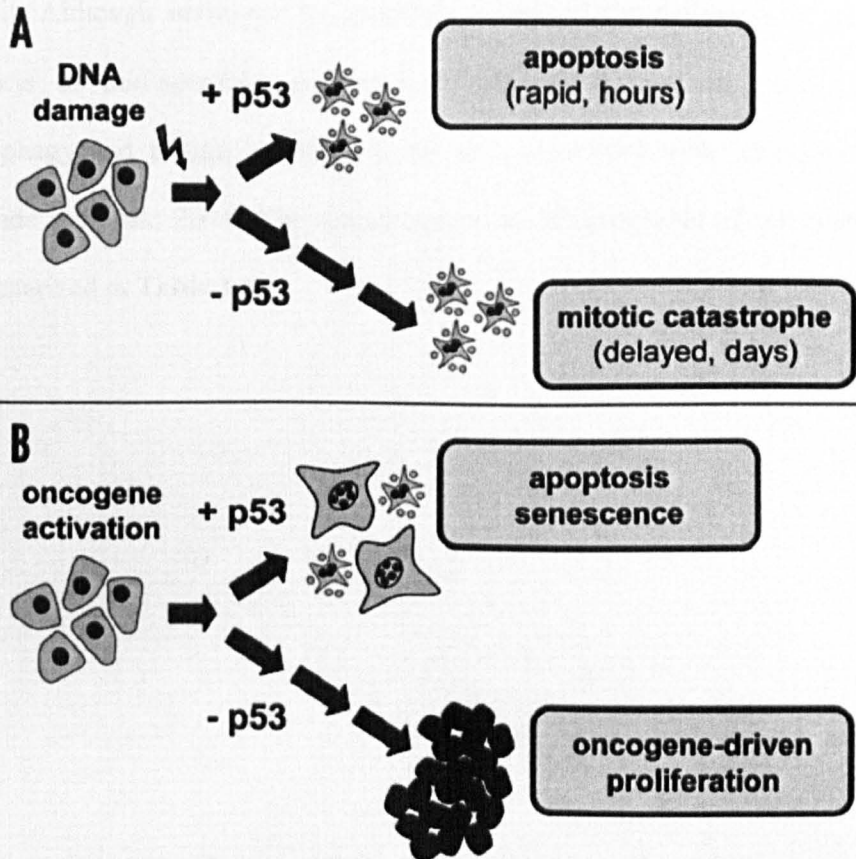 A
DNA
damage
+ p53
apoptosis
(rapid, hours)
- p53
mitotic catastrophe
(delayed, days)
B
oncogene
activation
+ p53
apoptosis
senescence
- p53
oncogene-driven
proliferation